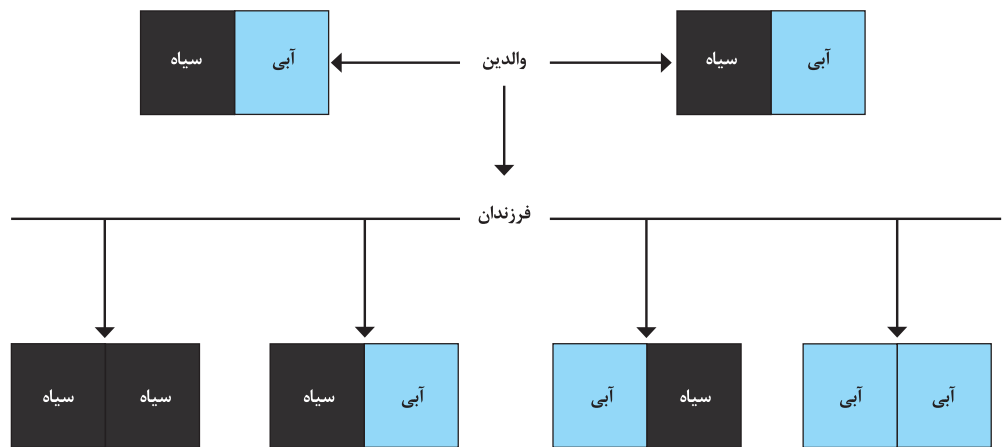 آبی
سیاه
والدین
آبی
سیاه
فرزندان
آبی
آبی
سیاه
آبی
آبی
سیاه
سیاه
سیاه